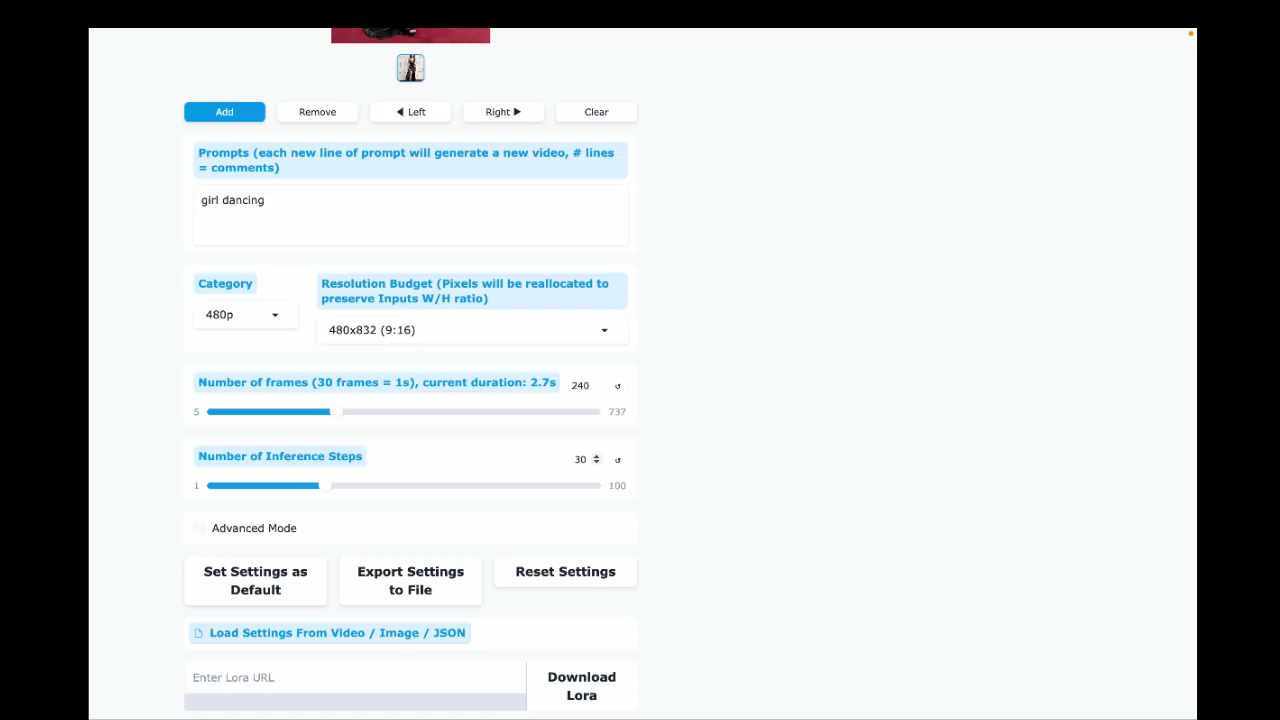 Add
Remove
◀ Left
Right ▶
Clear
Prompts (each new line of prompt will generate a new video, # lines
= comments)
girl dancing
Category
480p
Resolution Budget (Pixels will be reallocated to
preserve Inputs W/H ratio)
480x832 (9:16)
Number of frames (30 frames = 1s), current duration: 2.7s
240
↺
5
737
Number of Inference Steps
30
↺
1
100
Advanced Mode
Set Settings as
Default
Export Settings
to File
Reset Settings
Load Settings From Video / Image / JSON
Enter Lora URL
Download
Lora